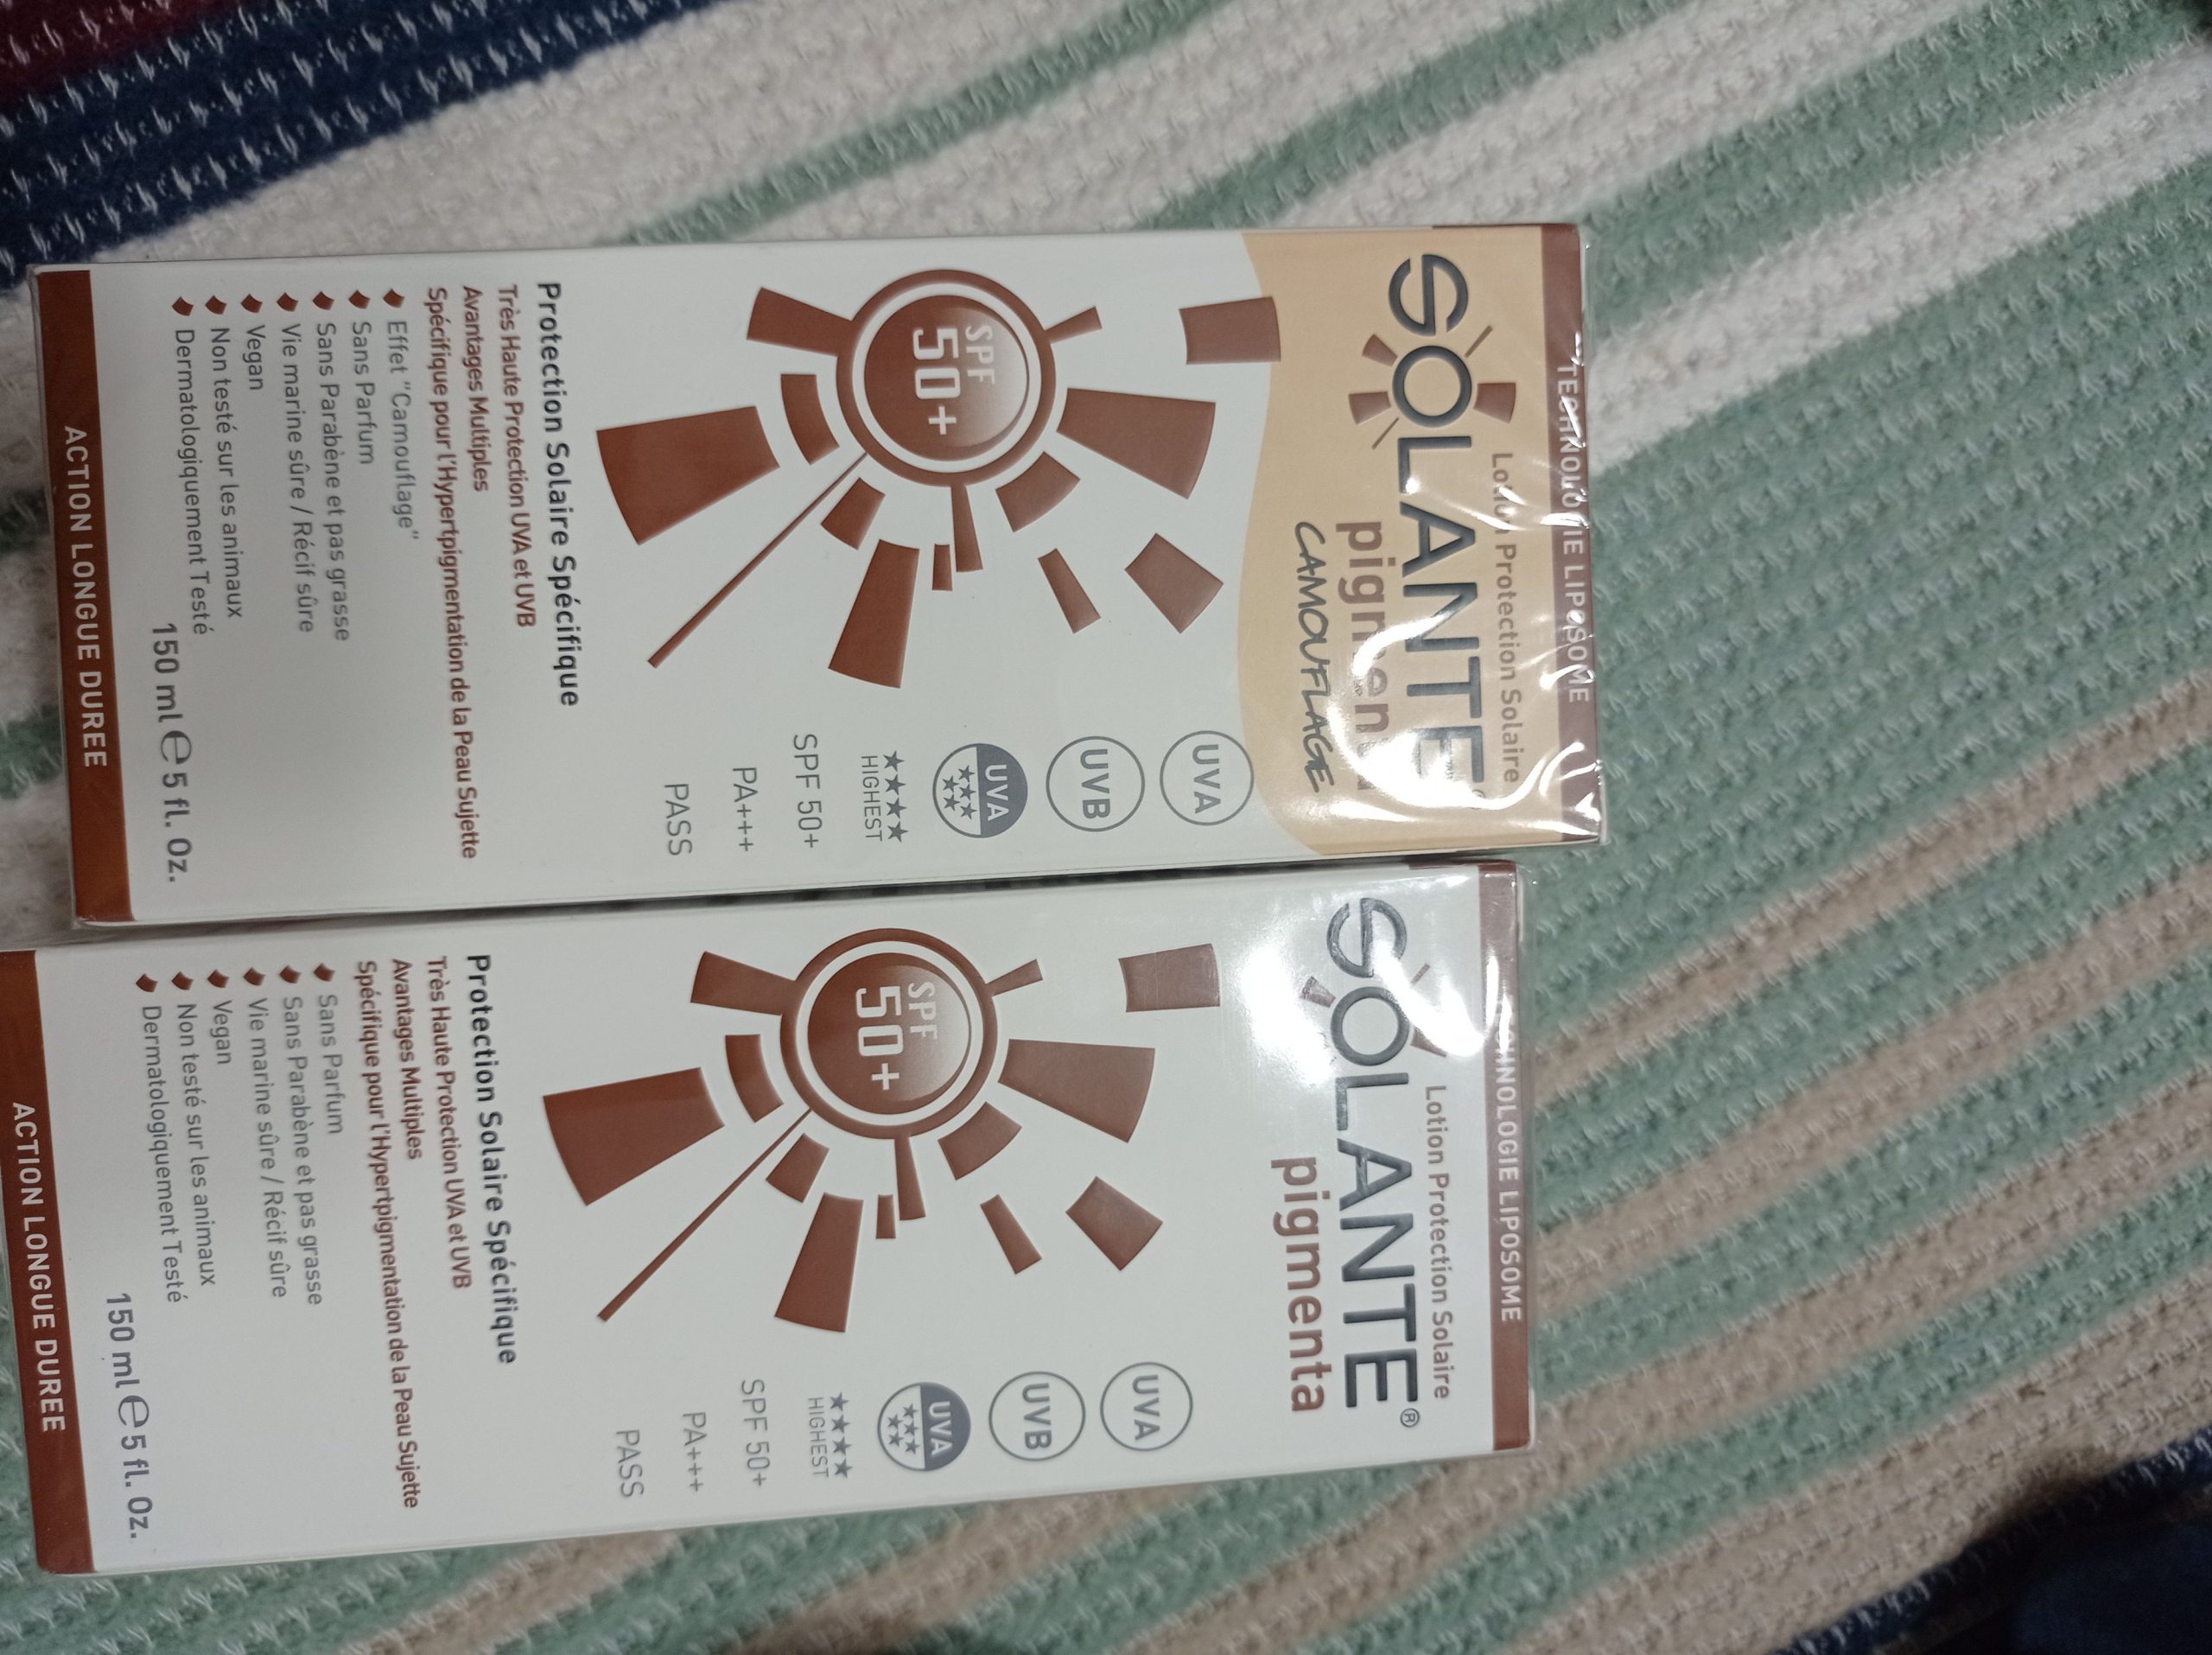 TECHNOLOGIE LIPOSOME
Lotion Protection Solaire
SOLANTE
pigmenta
CAMOUFLAGE
UVA
UVB
UVA
HIGHEST
SPF 50+
PA+++
PASS
SPF
50+
Protection Solaire Spécifique
Très Haute Protection UVA et UVB
Avantages Multiples
Spécifique pour l'Hypertpigmentation de la Peau Sujette
Effet "Camouflage"
Sans Parfum
Sans Parabène et pas grasse
Vie marine sûre / Récif sûre
Vegan
Non testé sur les animaux
Dermatologiquement Testé
150 ml ℮ 5 fl. Oz.
ACTION LONGUE DUREE
TECHNOLOGIE LIPOSOME
Lotion Protection Solaire
SOLANTE®
pigmenta
UVA
UVB
UVA
HIGHEST
SPF 50+
PA+++
PASS
SPF
50+
Protection Solaire Spécifique
Très Haute Protection UVA et UVB
Avantages Multiples
Spécifique pour l'Hypertpigmentation de la Peau Sujette
Sans Parfum
Sans Parabène et pas grasse
Vie marine sûre / Récif sûre
Vegan
Non testé sur les animaux
Dermatologiquement Testé
150 ml ℮ 5 fl. Oz.
ACTION LONGUE DUREE